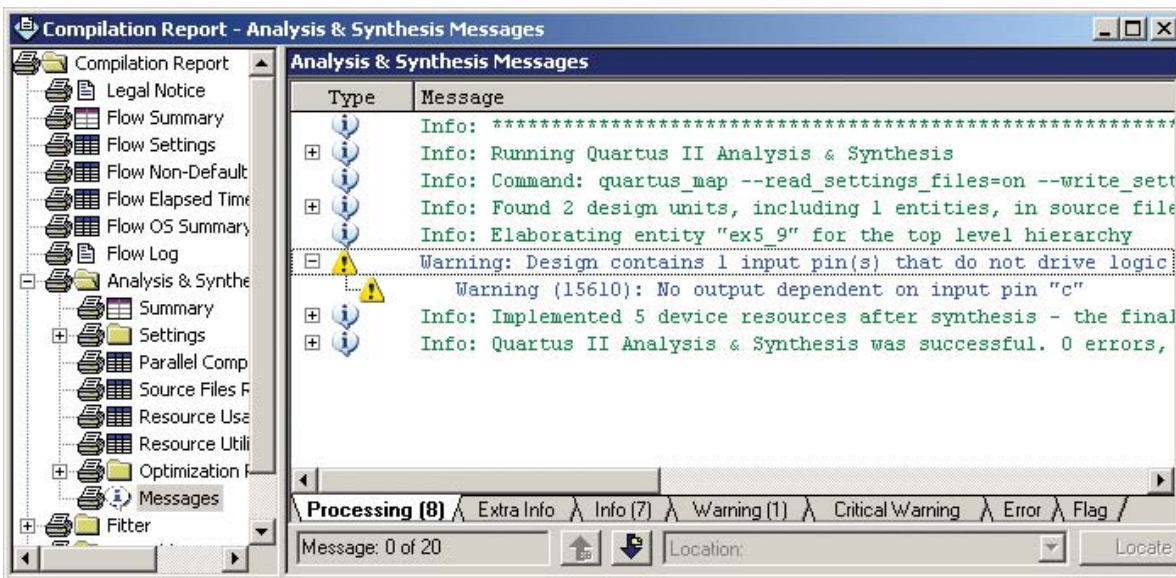 Compilation Report - Analysis & Synthesis Messages
Compilation Report
Legal Notice
Flow Summary
Flow Settings
Flow Non-Default
Flow Elapsed Time
Flow OS Summary
Flow Log
Analysis & Synthe
Summary
Settings
Parallel Comp
Source Files R
Resource Usa
Resource Utili
Optimization
Messages
Fitter
Analysis & Synthesis Messages
Type Message
Info: *********************************************************
Info: Running Quartus II Analysis & Synthesis
Info: Command: quartus_map --read_settings_files=on --write_sett
Info: Found 2 design units, including 1 entities, in source file
Info: Elaborating entity "ex5_9" for the top level hierarchy
Warning: Design contains 1 input pin(s) that do not drive logic
Warning (15610): No output dependent on input pin "c"
Info: Implemented 5 device resources after synthesis - the final
Info: Quartus II Analysis & Synthesis was successful. 0 errors,
Processing (8) Extra Info Info (7) Warning (1) Critical Warning Error Flag
Message: 0 of 20 Location: Locate